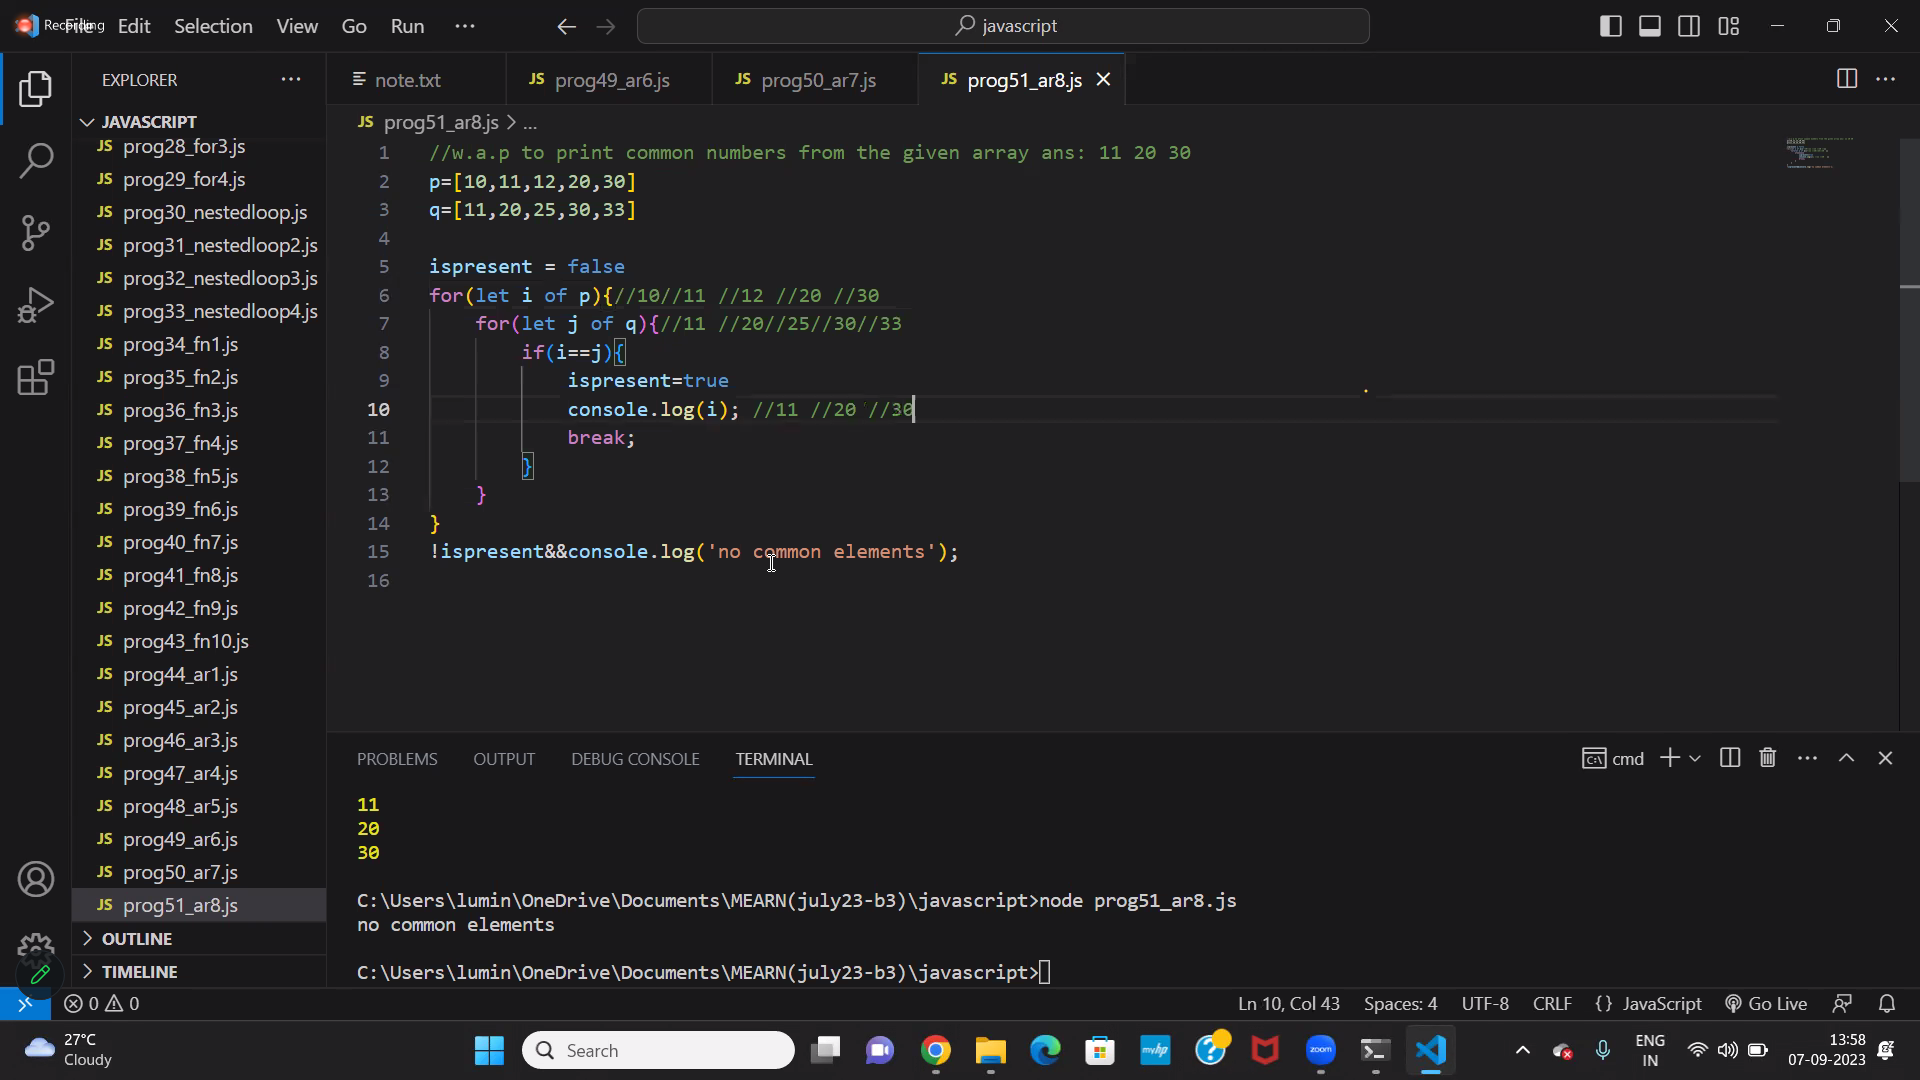 Recording File Edit Selection View Go Run ··· javascript
EXPLORER ···
note.txt JS prog49_ar6.js JS prog50_ar7.js JS prog51_ar8.js
JAVASCRIPT
JS prog28_for3.js
JS prog29_for4.js
JS prog30_nestedloop.js
JS prog31_nestedloop2.js
JS prog32_nestedloop3.js
JS prog33_nestedloop4.js
JS prog34_fn1.js
JS prog35_fn2.js
JS prog36_fn3.js
JS prog37_fn4.js
JS prog38_fn5.js
JS prog39_fn6.js
JS prog40_fn7.js
JS prog41_fn8.js
JS prog42_fn9.js
JS prog43_fn10.js
JS prog44_ar1.js
JS prog45_ar2.js
JS prog46_ar3.js
JS prog47_ar4.js
JS prog48_ar5.js
JS prog49_ar6.js
JS prog50_ar7.js
JS prog51_ar8.js
OUTLINE
TIMELINE
JS prog51_ar8.js > ...
1 //w.a.p to print common numbers from the given array ans: 11 20 30
2 p=[10,11,12,20,30]
3 q=[11,20,25,30,33]
4
5 ispresent = false
6 for(let i of p){//10//11 //12 //20 //30
7 for(let j of q){//11 //20//25//30//33
8 if(i==j){
9 ispresent=true
10 console.log(i); //11 //20 //30
11 break;
12 }
13 }
14 }
15 !ispresent&&console.log('no common elements');
16
PROBLEMS OUTPUT DEBUG CONSOLE TERMINAL cmd
11
20
30
C:\Users\lumin\OneDrive\Documents\MEARN(july23-b3)\javascript>node prog51_ar8.js
no common elements
C:\Users\lumin\OneDrive\Documents\MEARN(july23-b3)\javascript>
0 0 Ln 10, Col 43 Spaces: 4 UTF-8 CRLF {} JavaScript Go Live
27°C
Cloudy
Search
myhp
zoom
ENG
IN
13:58
07-09-2023